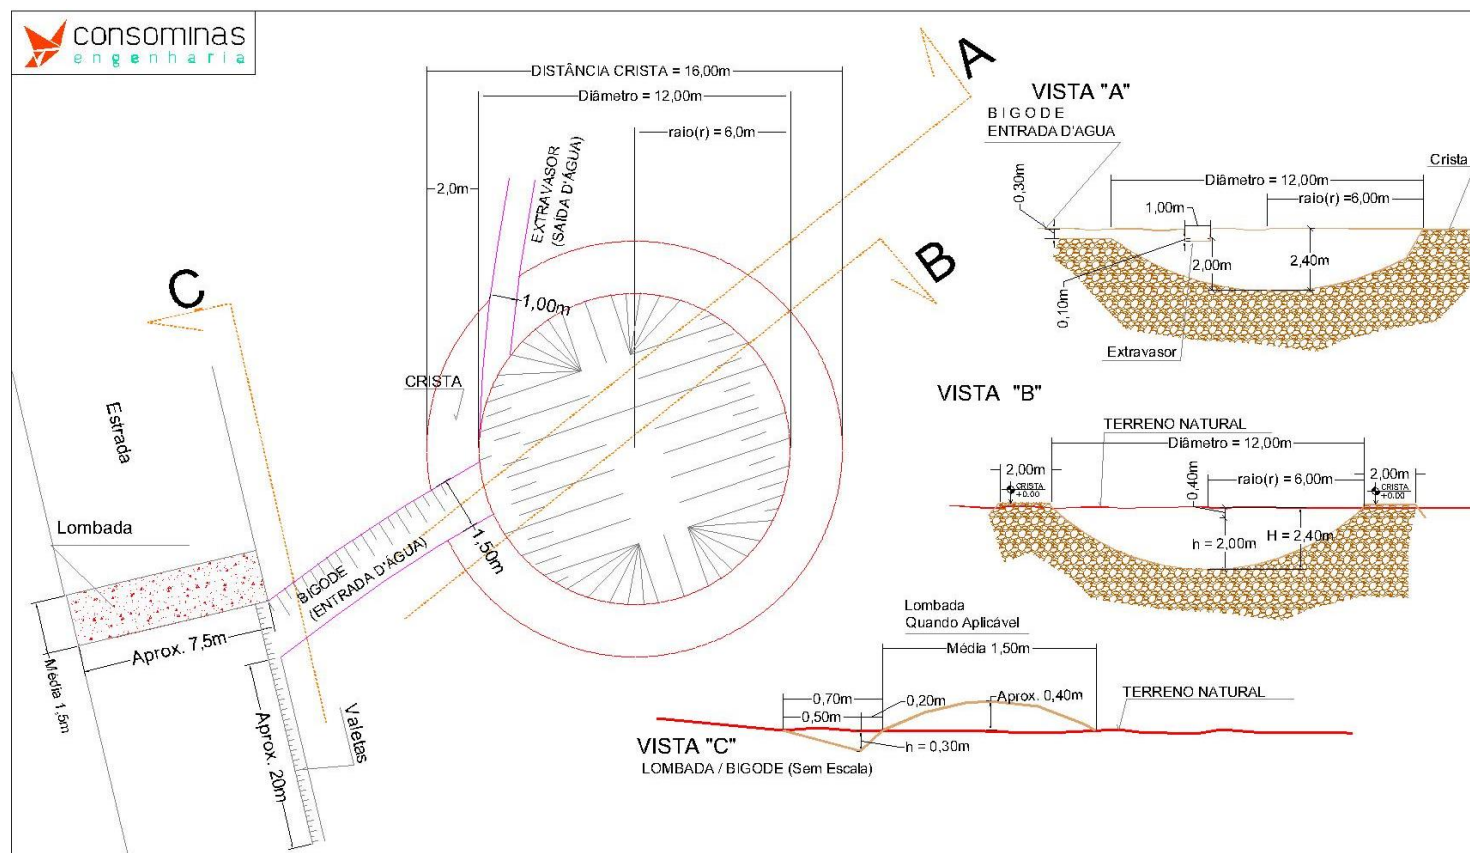 consominas
engenharia
DISTÂNCIA CRISTA = 16,00m
Diâmetro = 12,00m
raio(r) = 6,0m
2,0m
EXTRAVASOR
(SAÍDA D'ÁGUA)
A
B
C
1,00m
CRISTA
Estrada
Lombada
1,50m
BIGODE
(ENTRADA D'ÁGUA)
Aprox. 7,5m
Média 1,5m
Aprox. 20m
Valetas
VISTA "A"
BIGODE
ENTRADA D'AGUA
Crista
0,30m
Diâmetro = 12,00m
raio(r) =6,00m
1,00m
2,00m
2,40m
0,10m
Extravasor
VISTA "B"
TERRENO NATURAL
Diâmetro = 12,00m
2,00m
2,00m
CRISTA
+0.00
0,40m
raio(r) = 6,00m
CRISTA
+0.00
h = 2,00m
H = 2,40m
Lombada
Quando Aplicável
Média 1,50m
0,70m
0,20m
Aprox. 0,40m
TERRENO NATURAL
0,50m
h = 0,30m
VISTA "C"
LOMBADA / BIGODE (Sem Escala)